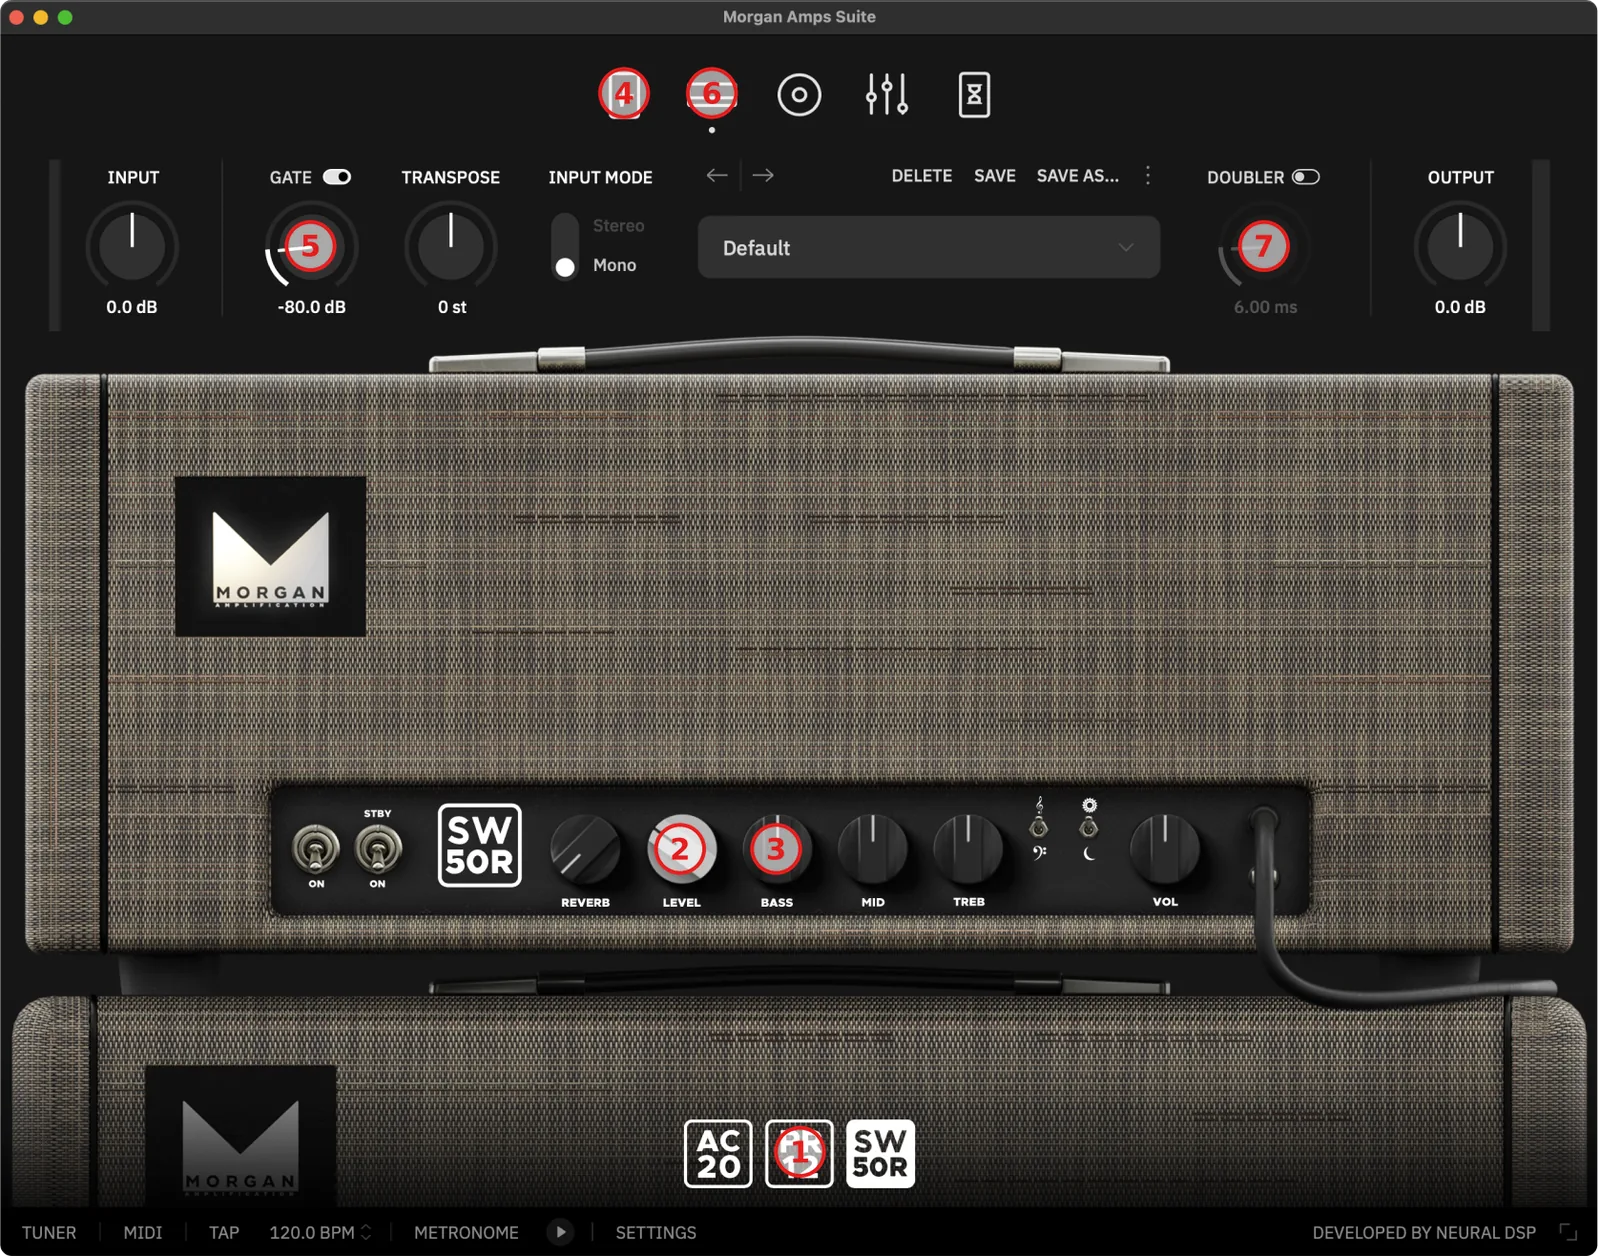 Morgan Amps Suite
4
6
INPUT
GATE
TRANSPOSE
INPUT MODE
DELETE
SAVE
SAVE AS...
DOUBLER
OUTPUT
Stereo
Mono
Default
5
7
0.0 dB
-80.0 dB
0 st
6.00 ms
0.0 dB
MORGAN
AMPLIFICATION
STBY
ON
ON
SW
50R
2
3
REVERB
LEVEL
BASS
MID
TREB
VOL
MORGAN
AMPLIFICATION
AC
20
1
SW
50R
TUNER
MIDI
TAP
120.0 BPM
METRONOME
SETTINGS
DEVELOPED BY NEURAL DSP